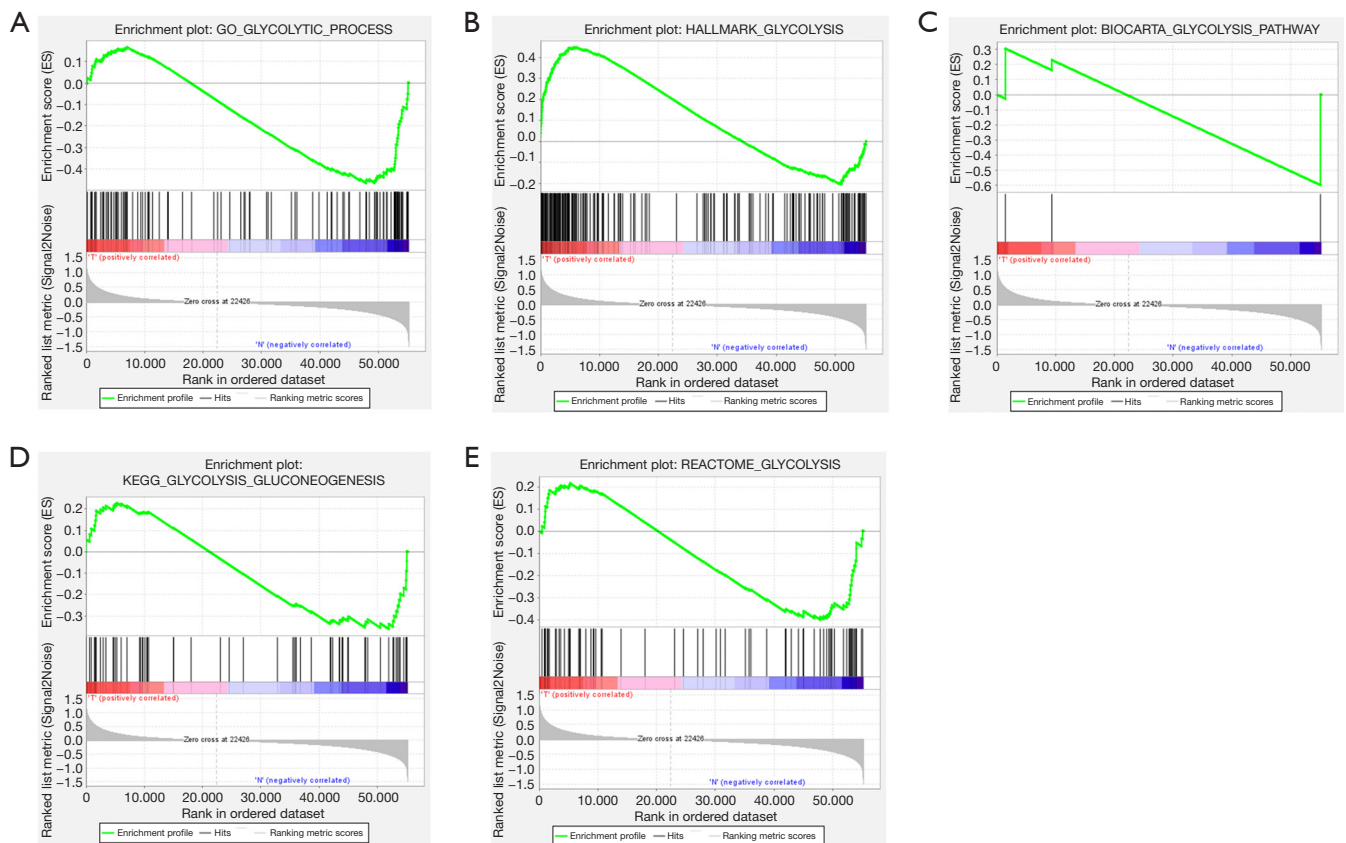 A
Enrichment plot: GO_GLYCOLYTIC_PROCESS
Enrichment score (ES)
0.1
0.0
−0.1
−0.2
−0.3
−0.4
Ranked list metric (Signal2Noise)
'T' (positively correlated)
1.5
1.0
0.5
0.0
−0.5
−1.0
−1.5
Zero cross at 22426
'N' (negatively correlated)
0 10.000 20.000 30.000 40.000 50.000
Rank in ordered dataset
Enrichment profile Hits Ranking metric scores
B
Enrichment plot: HALLMARK_GLYCOLYSIS
Enrichment score (ES)
0.4
0.3
0.2
0.1
0.0
−0.1
−0.2
Ranked list metric (Signal2Noise)
'T' (positively correlated)
1.5
1.0
0.5
0.0
−0.5
−1.0
−1.5
Zero cross at 22426
'N' (negatively correlated)
0 10.000 20.000 30.000 40.000 50.000
Rank in ordered dataset
Enrichment profile Hits Ranking metric scores
C
Enrichment plot: BIOCARTA_GLYCOLYSIS_PATHWAY
Enrichment score (ES)
0.3
0.2
0.1
0.0
−0.1
−0.2
−0.3
−0.4
−0.5
−0.6
Ranked list metric (Signal2Noise)
'T' (positively correlated)
1.5
1.0
0.5
0.0
−0.5
−1.0
−1.5
Zero cross at 22426
'N' (negatively correlated)
0 10.000 20.000 30.000 40.000 50.000
Rank in ordered dataset
Enrichment profile Hits Ranking metric scores
D
Enrichment plot:
KEGG_GLYCOLYSIS_GLUCONEOGENESIS
Enrichment score (ES)
0.2
0.1
0.0
−0.1
−0.2
−0.3
Ranked list metric (Signal2Noise)
'T' (positively correlated)
1.5
1.0
0.5
0.0
−0.5
−1.0
−1.5
Zero cross at 22426
'N' (negatively correlated)
0 10.000 20.000 30.000 40.000 50.000
Rank in ordered dataset
Enrichment profile Hits Ranking metric scores
E
Enrichment plot: REACTOME_GLYCOLYSIS
Enrichment score (ES)
0.2
0.1
0.0
−0.1
−0.2
−0.3
−0.4
Ranked list metric (Signal2Noise)
'T' (positively correlated)
1.5
1.0
0.5
0.0
−0.5
−1.0
−1.5
Zero cross at 22426
'N' (negatively correlated)
0 10.000 20.000 30.000 40.000 50.000
Rank in ordered dataset
Enrichment profile Hits Ranking metric scores